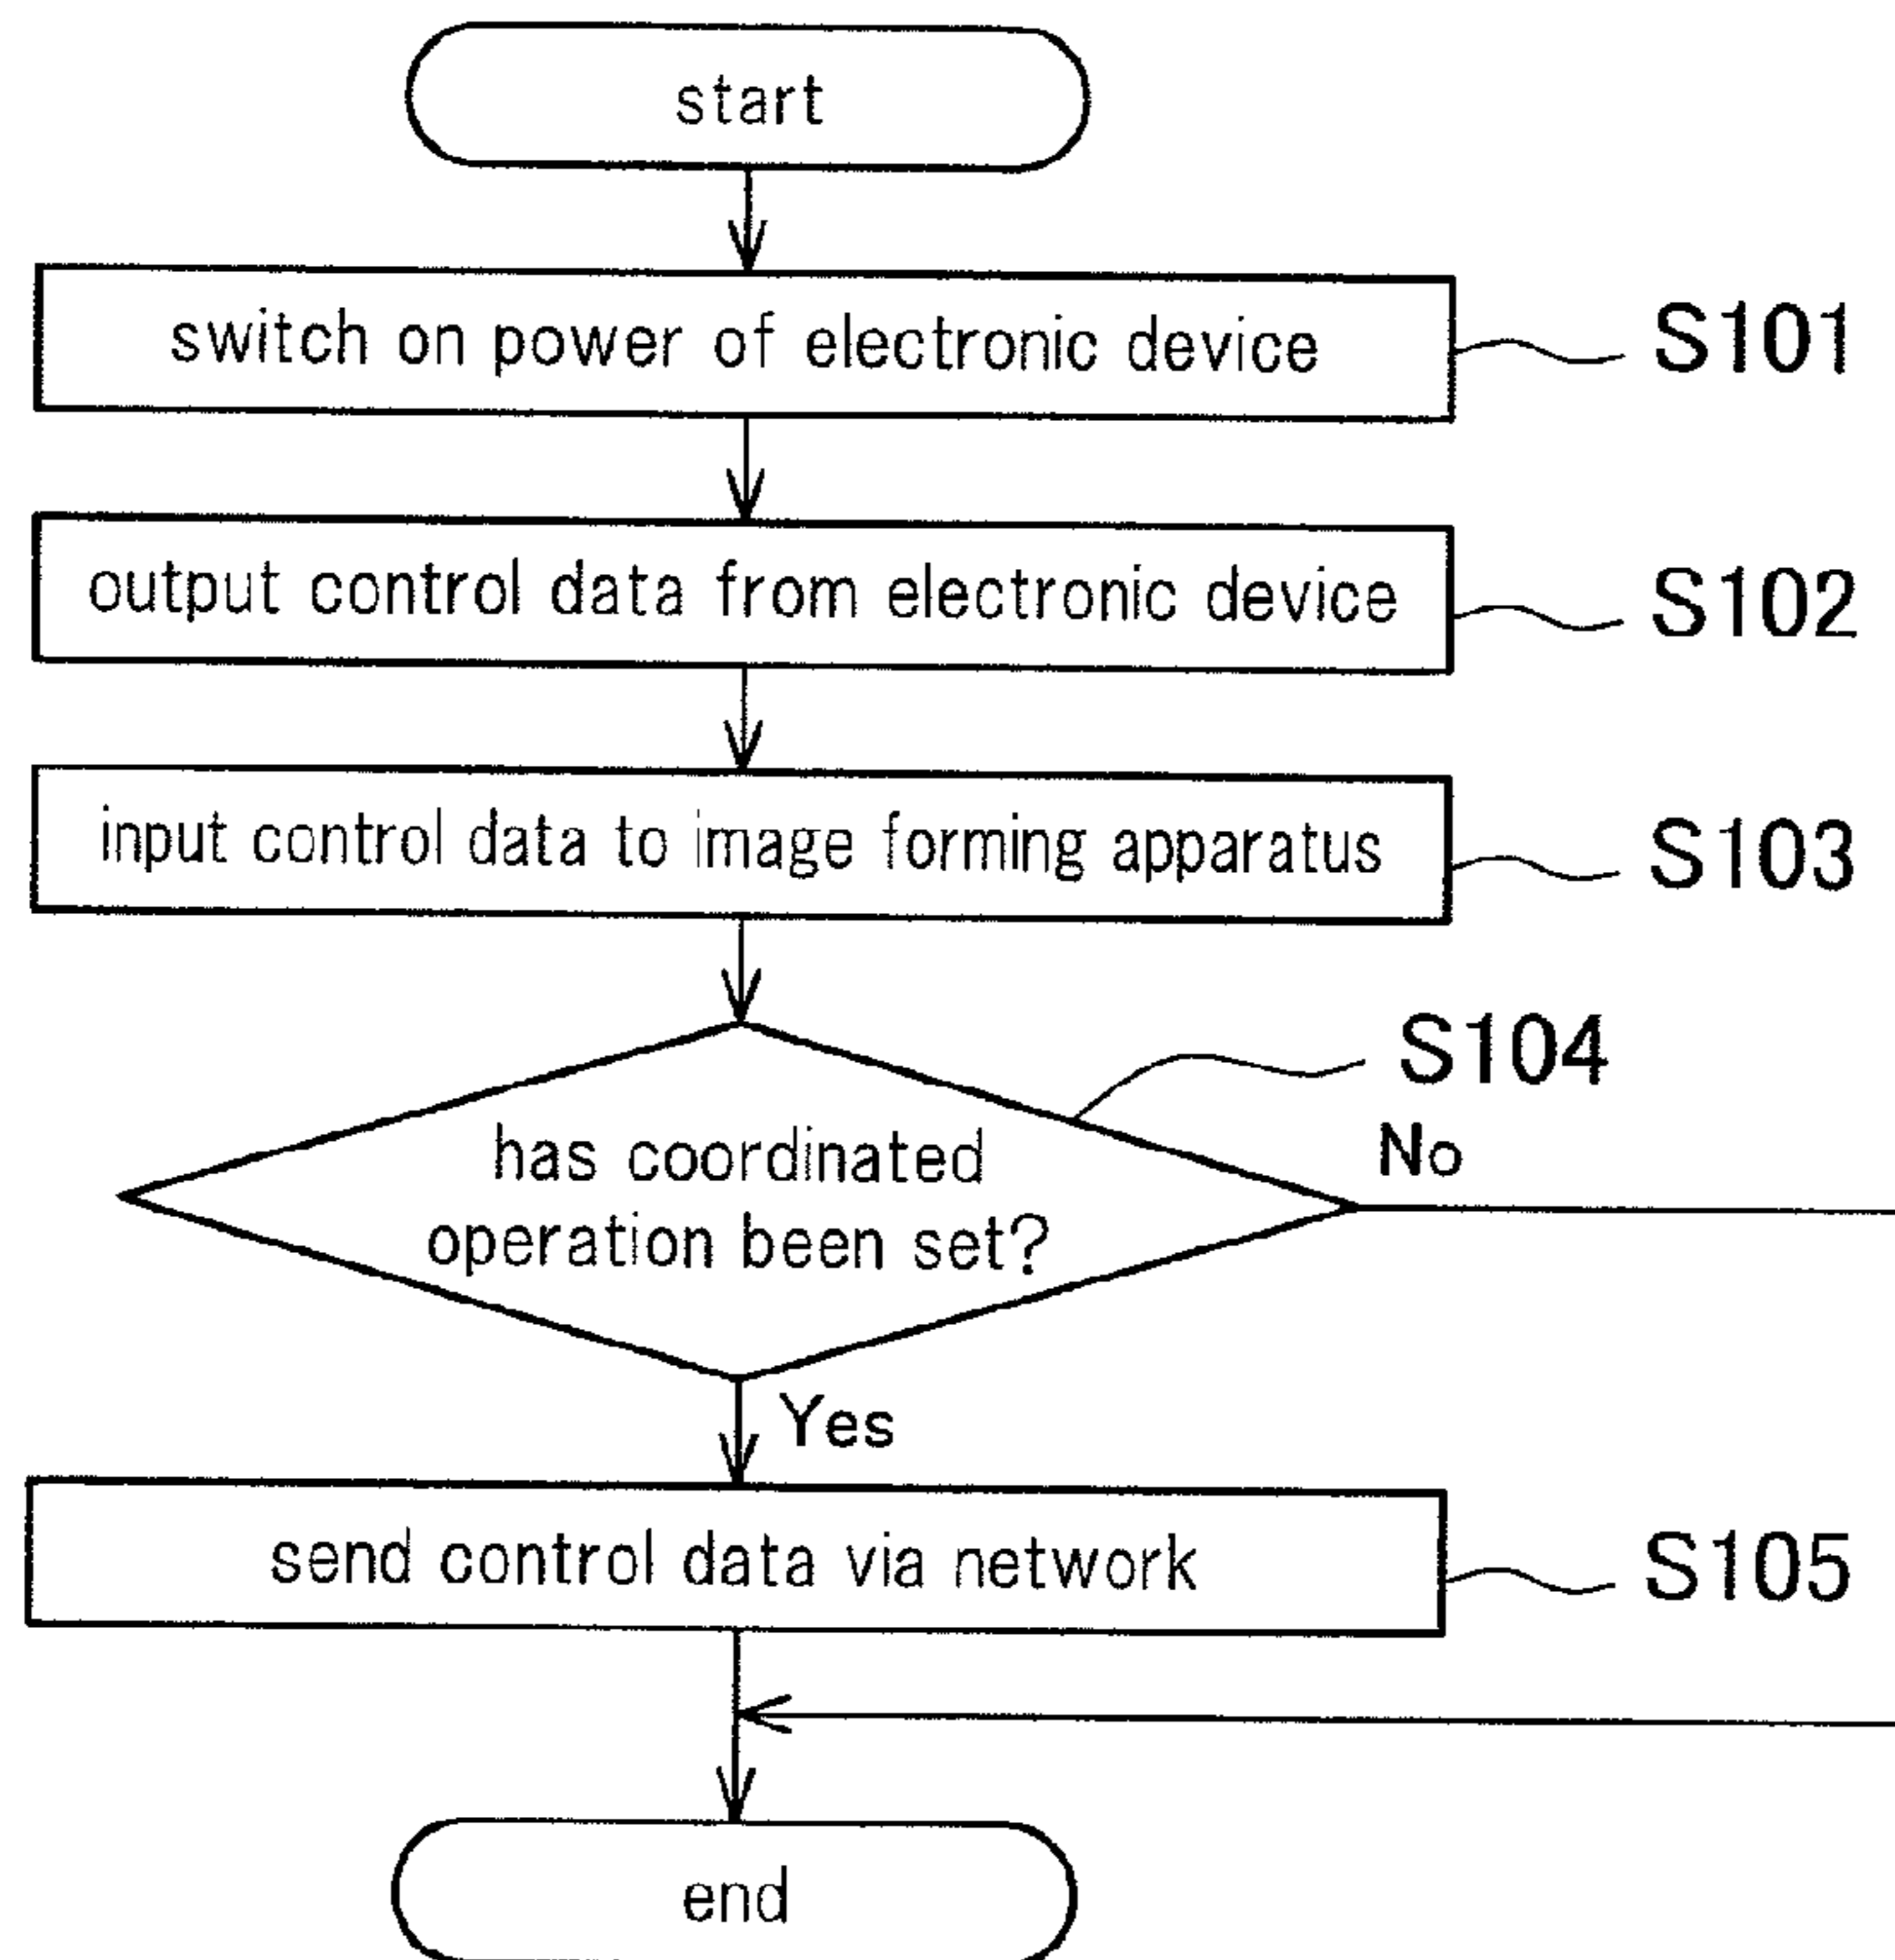 start
switch on power of electronic device
S101
output control data from electronic device
S102
input control data to image forming apparatus
S103
S104
has coordinated
operation been set?
No
Yes
send control data via network
S105
end